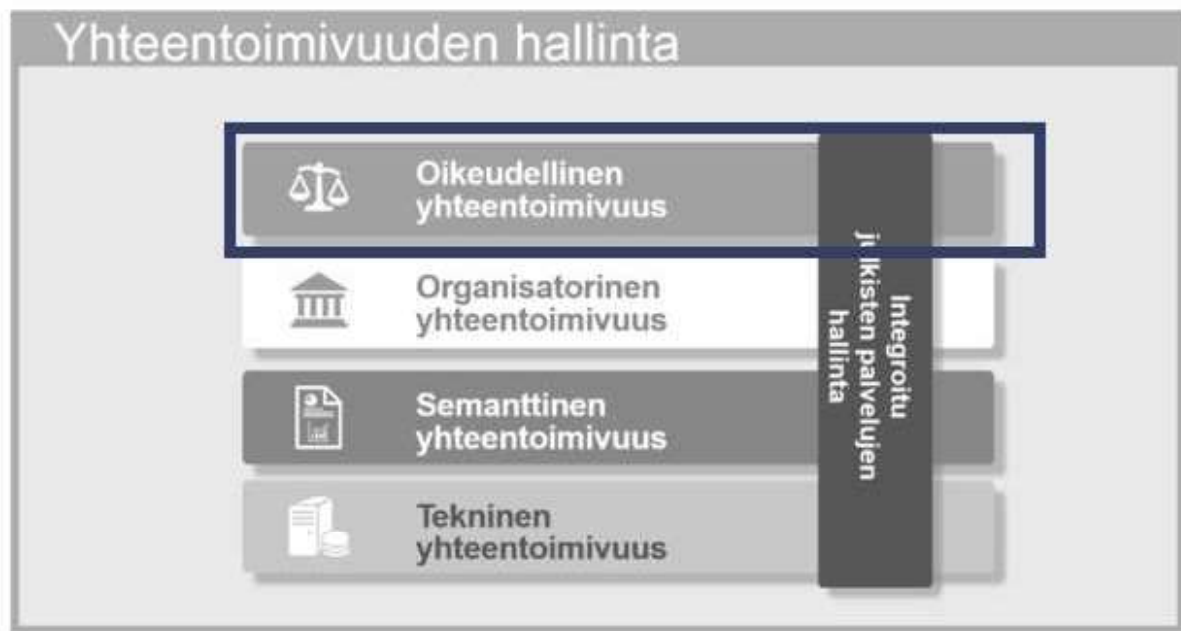 Yhteentoimivuuden hallinta
Oikeudellinen
yhteentoimivuus
Organisatorinen
yhteentoimivuus
Semanttinen
yhteentoimivuus
Tekninen
yhteentoimivuus
Integroitu
julkisten palvelujen
hallinta